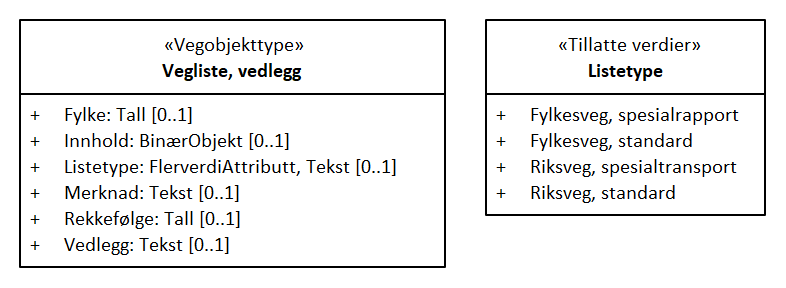 «Vegobjekttype»
Vegliste, vedlegg
+ Fylke: Tall [0..1]
+ Innhold: BinærObjekt [0..1]
+ Listetype: FlerverdiAttributt, Tekst [0..1]
+ Merknad: Tekst [0..1]
+ Rekkefølge: Tall [0..1]
+ Vedlegg: Tekst [0..1]
«Tillatte verdier»
Listetype
+ Fylkesveg, spesialrapport
+ Fylkesveg, standard
+ Riksveg, spesialtransport
+ Riksveg, standard